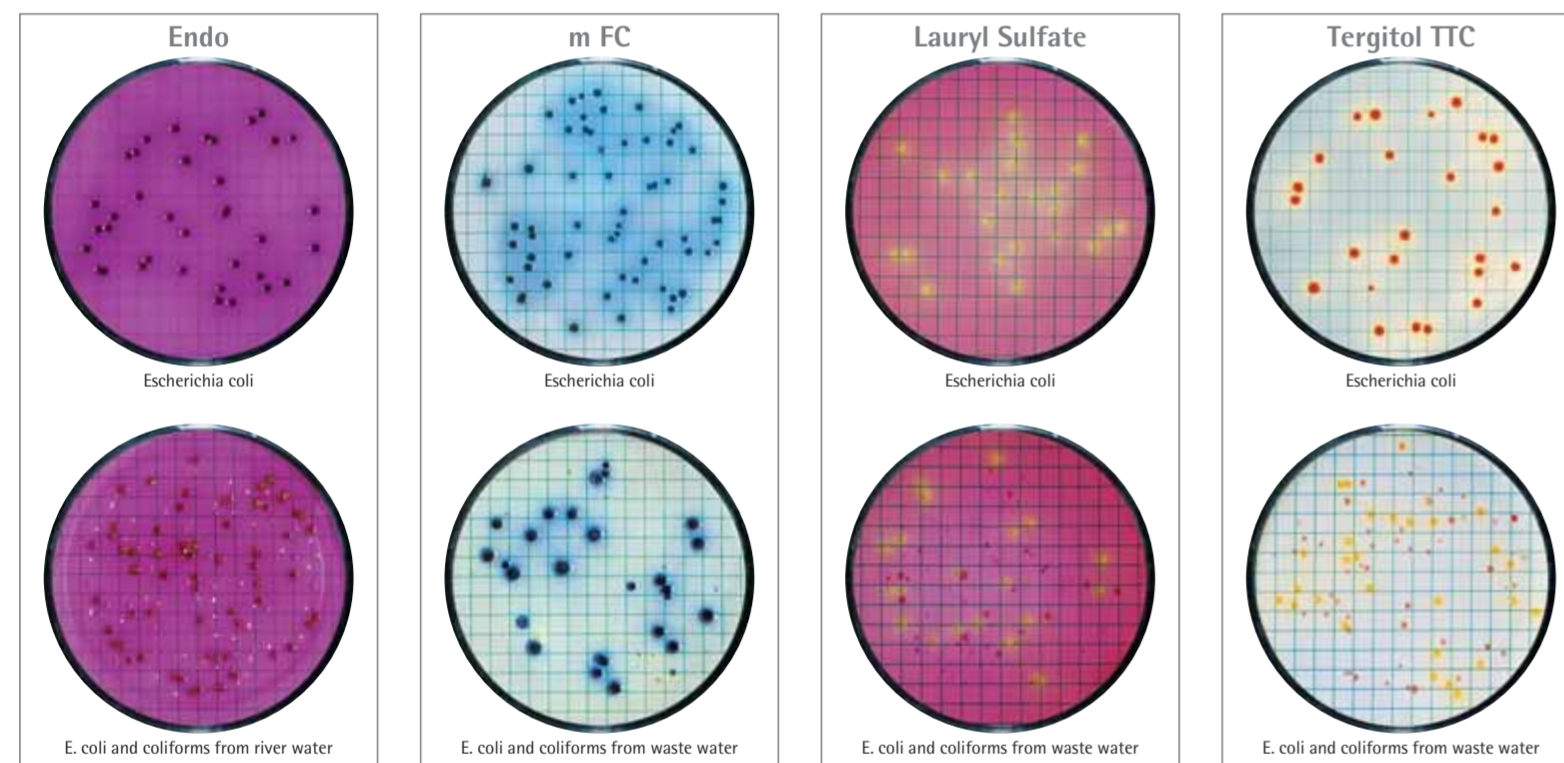 Endo
m FC
Lauryl Sulfate
Tergitol TTC
Escherichia coli
Escherichia coli
Escherichia coli
Escherichia coli
E. coli and coliforms from river water
E. coli and coliforms from waste water
E. coli and coliforms from waste water
E. coli and coliforms from waste water